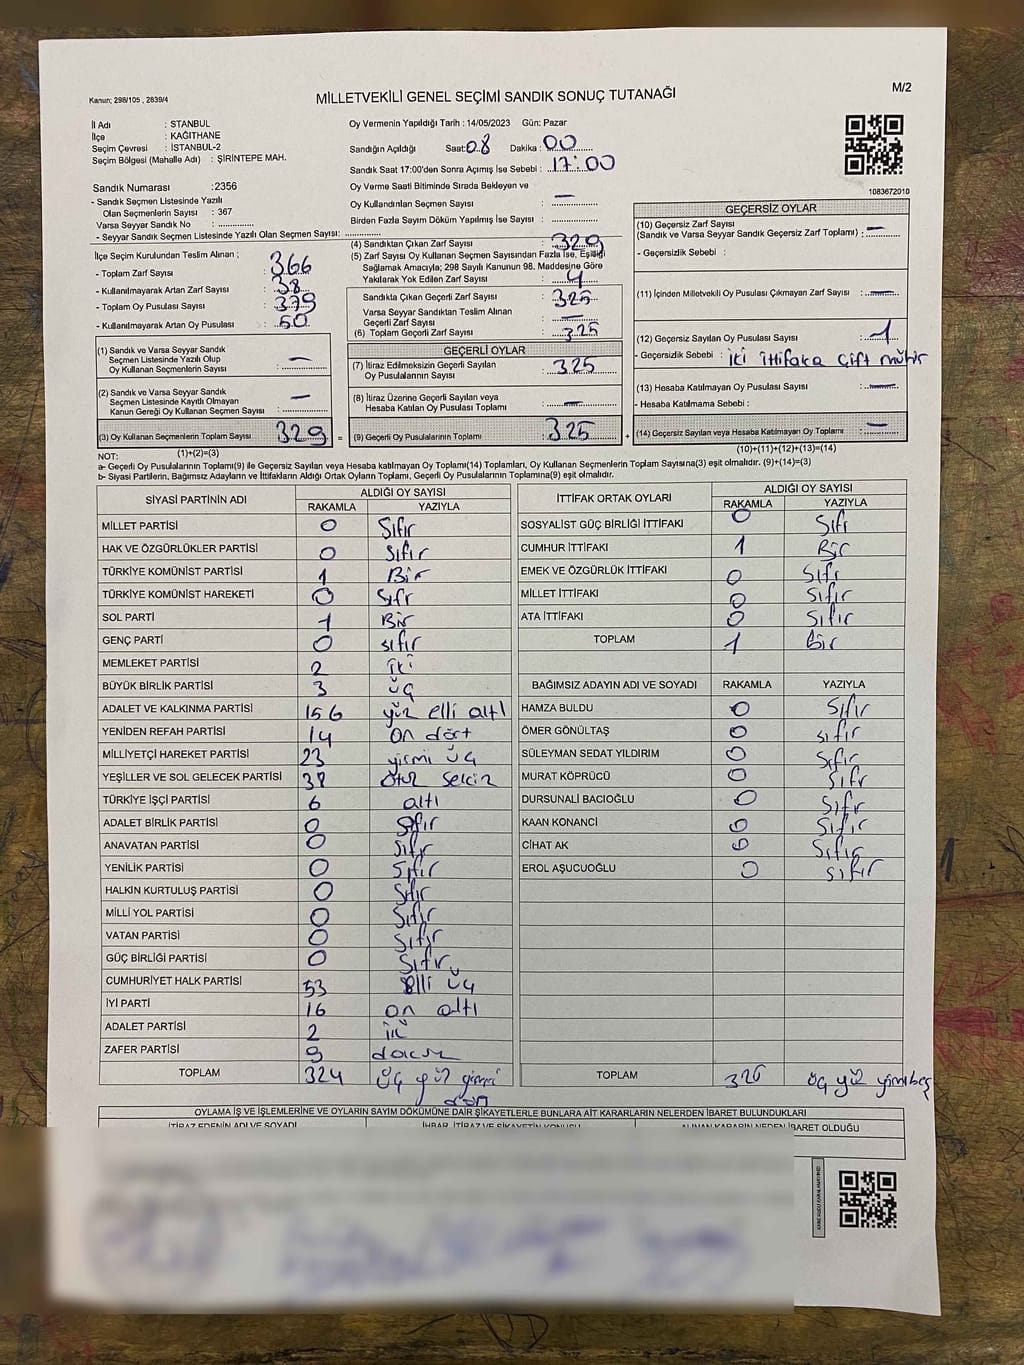 Kanun; 298/105 , 2839/4
MİLLETVEKİLİ GENEL SEÇİMİ SANDIK SONUÇ TUTANAĞI
M/2
İl Adı : STANBUL
İlçe : KAĞITHANE
Seçim Çevresi : İSTANBUL-2
Seçim Bölgesi (Mahalle Adı) : ŞİRİNTEPE MAH.
Oy Vermenin Yapıldığı Tarih : 14/05/2023 Gün: Pazar
Sandığın Açıldığı Saat: 08 Dakika : 00
Sandık Saat 17:00'den Sonra Açımış İse Sebebi : 17:00
Oy Verme Saati Bitiminde Sırada Bekleyen ve
Oy Kullandırılan Seçmen Sayısı : —
Birden Fazla Sayım Döküm Yapılmış İse Sayısı :
1083672010
Sandık Numarası :2356
- Sandık Seçmen Listesinde Yazılı
Olan Seçmenlerin Sayısı : 367
Varsa Seyyar Sandık No :
- Seyyar Sandık Seçmen Listesinde Yazılı Olan Seçmen Sayısı:
İlçe Seçim Kurulundan Teslim Alınan ;
- Toplam Zarf Sayısı : 366
- Kullanılmayarak Artan Zarf Sayısı : 38
- Toplam Oy Pusulası Sayısı : 379
- Kullanılmayarak Artan Oy Pusulası : 50
(1) Sandık ve Varsa Seyyar Sandık
Seçmen Listesinde Yazılı Olup
Oy Kullanan Seçmenlerin Sayısı : —
(2) Sandık ve Varsa Seyyar Sandık
Seçmen Listesinde Kayıtlı Olmayan
Kanun Gereği Oy Kullanan Seçmen Sayısı : —
(3) Oy Kullanan Seçmenlerin Toplam Sayısı : 329 =
(1)+(2)=(3)
(4) Sandıktan Çıkan Zarf Sayısı : 329
(5) Zarf Sayısı Oy Kullanan Seçmen Sayısından Fazla İse, Eşitliği
Sağlamak Amacıyla; 298 Sayılı Kanunun 98. Maddesine Göre
Yakılarak Yok Edilen Zarf Sayısı : 4
Sandıkta Çıkan Geçerli Zarf Sayısı : 325
Varsa Seyyar Sandıktan Teslim Alınan
Geçerli Zarf Sayısı : —
(6) Toplam Geçerli Zarf Sayısı : 325
GEÇERLİ OYLAR
(7) İtiraz Edilmeksizin Geçerli Sayılan
Oy Pusulalarının Sayısı : 325
(8) İtiraz Üzerine Geçerli Sayılan veya
Hesaba Katılan Oy Pusulası Toplamı : —
(9) Geçerli Oy Pusulalarının Toplamı : 325 +
GEÇERSİZ OYLAR
(10) Geçersiz Zarf Sayısı
(Sandık ve Varsa Seyyar Sandık Geçersiz Zarf Toplamı) : —
- Geçersizlik Sebebi :
(11) İçinden Milletvekili Oy Pusulası Çıkmayan Zarf Sayısı : —
(12) Geçersiz Sayılan Oy Pusulası Sayısı : 1
- Geçersizlik Sebebi : iki ittifaka çift mühir
(13) Hesaba Katılmayan Oy Pusulası Sayısı : —
- Hesaba Katılmama Sebebi :
(14) Geçersiz Sayılan veya Hesaba Katılmayan Oy Toplamı : —
(10)+(11)+(12)+(13)=(14)
NOT:
a- Geçerli Oy Pusulalarının Toplamı(9) ile Geçersiz Sayılan veya Hesaba katılmayan Oy Toplamı(14) Toplamları, Oy Kullanan Seçmenlerin Toplam Sayısına(3) eşit olmalıdır. (9)+(14)=(3)
b- Siyasi Partilerin, Bağımsız Adayların ve İttifakların Aldığı Ortak Oyların Toplamı, Geçerli Oy Pusulalarının Toplamına(9) eşit olmalıdır.
SİYASİ PARTİNİN ADI ALDIĞI OY SAYISI
RAKAMLA YAZIYLA
MİLLET PARTİSİ 0 Sıfır
HAK VE ÖZGÜRLÜKLER PARTİSİ 0 Sıfır
TÜRKİYE KOMÜNİST PARTİSİ 1 Bir
TÜRKİYE KOMÜNİST HAREKETİ 0 Sıfr
SOL PARTİ 1 Bir
GENÇ PARTİ 0 sıfır
MEMLEKET PARTİSİ 2 iki
BÜYÜK BİRLİK PARTİSİ 3 üç
ADALET VE KALKINMA PARTİSİ 156 yüz elli altı
YENİDEN REFAH PARTİSİ 14 on dört
MİLLİYETÇİ HAREKET PARTİSİ 23 yirmi üç
YEŞİLLER VE SOL GELECEK PARTİSİ 38 otuz sekiz
TÜRKİYE İŞÇİ PARTİSİ 6 altı
ADALET BİRLİK PARTİSİ 0 Sıfır
ANAVATAN PARTİSİ 0 Sıfır
YENİLİK PARTİSİ 0 Sıfır
HALKIN KURTULUŞ PARTİSİ 0 Sıfır
MİLLİ YOL PARTİSİ 0 Sıfır
VATAN PARTİSİ 0 Sıfır
GÜÇ BİRLİĞİ PARTİSİ 0 Sıfır
CUMHURİYET HALK PARTİSİ 53 elli üç
İYİ PARTİ 16 on altı
ADALET PARTİSİ 2 iki
ZAFER PARTİSİ 9 dokuz
TOPLAM 324 üç yüz yirmi
İTTİFAK ORTAK OYLARI ALDIĞI OY SAYISI
RAKAMLA YAZIYLA
SOSYALİST GÜÇ BİRLİĞİ İTTİFAKI 0 Sıfr
CUMHUR İTTİFAKI 1 Bir
EMEK VE ÖZGÜRLÜK İTTİFAKI 0 Sıfr
MİLLET İTTİFAKI 0 Sıfır
ATA İTTİFAKI 0 Sıfır
TOPLAM 1 Bir
BAĞIMSIZ ADAYIN ADI VE SOYADI RAKAMLA YAZIYLA
HAMZA BULDU 0 Sıfır
ÖMER GÖNÜLTAŞ 0 sıfır
SÜLEYMAN SEDAT YILDIRIM 0 Sıfır
MURAT KÖPRÜCÜ 0 Sıfr
DURSUNALİ BACIOĞLU 0 Sıfr
KAAN KONANCİ 0 Sıfır
CİHAT AK 0 Sıfır
EROL AŞUCUOĞLU 0 sıfır
TOPLAM 325 üç yüz yirmibeş
OYLAMA İŞ VE İŞLEMLERİNE VE OYLARIN SAYIM DÖKÜMÜNE DAİR ŞİKAYETLERLE BUNLARA AİT KARARLARIN NELERDEN İBARET BULUNDUKLARI
İTİRAZ EDENİN ADI VE SOYADI İHBAR, İTİRAZ VE ŞİKAYETİN KONUSU ALINAN KARARIN NEDEN İBARET OLDUĞU